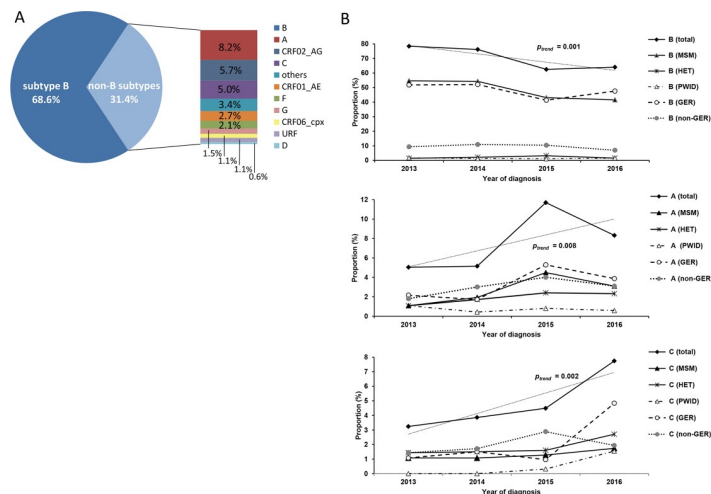 A
subtype B
68.6%
non-B subtypes
31.4%
8.2%
5.7%
5.0%
3.4%
2.7%
2.1%
1.5%
1.1%
1.1%
0.6%
B
A
CRF02_AG
C
others
CRF01_AE
F
G
CRF06_cpx
URF
D
B
Proportion (%)
80
70
60
50
40
30
20
10
0
2013 2014 2015 2016
Year of diagnosis
ptrend = 0.001
B (total)
B (MSM)
B (HET)
B (PWID)
B (GER)
B (non-GER)
Proportion (%)
12
10
8
6
4
2
0
2013 2014 2015 2016
Year of diagnosis
ptrend = 0.008
A (total)
A (MSM)
A (HET)
A (PWID)
A (GER)
A (non-GER)
Proportion (%)
8
7
6
5
4
3
2
1
0
2013 2014 2015 2016
Year of diagnosis
ptrend = 0.002
C (total)
C (MSM)
C (HET)
C (PWID)
C (GER)
C (non-GER)